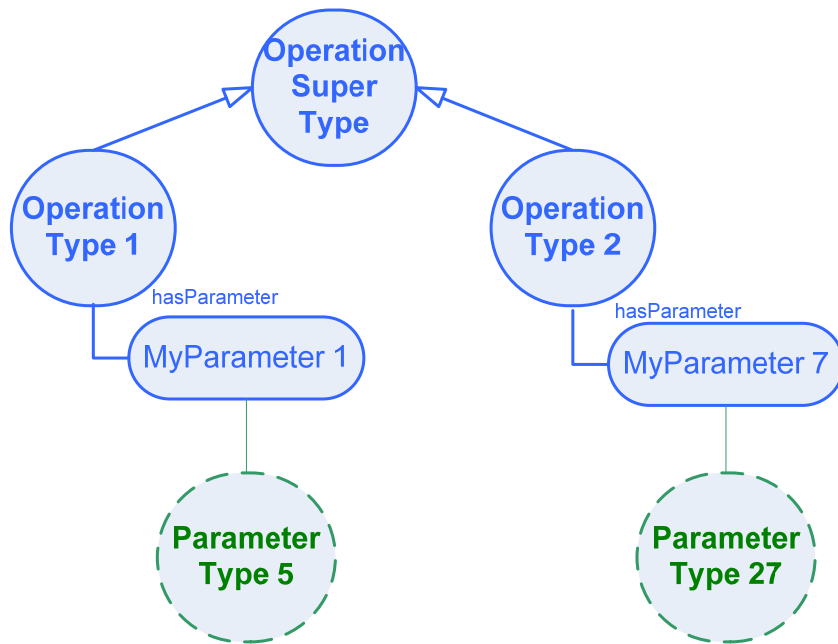 Operation
Super
Type
Operation
Type 1
Operation
Type 2
hasParameter
MyParameter 1
hasParameter
MyParameter 7
Parameter
Type 5
Parameter
Type 27